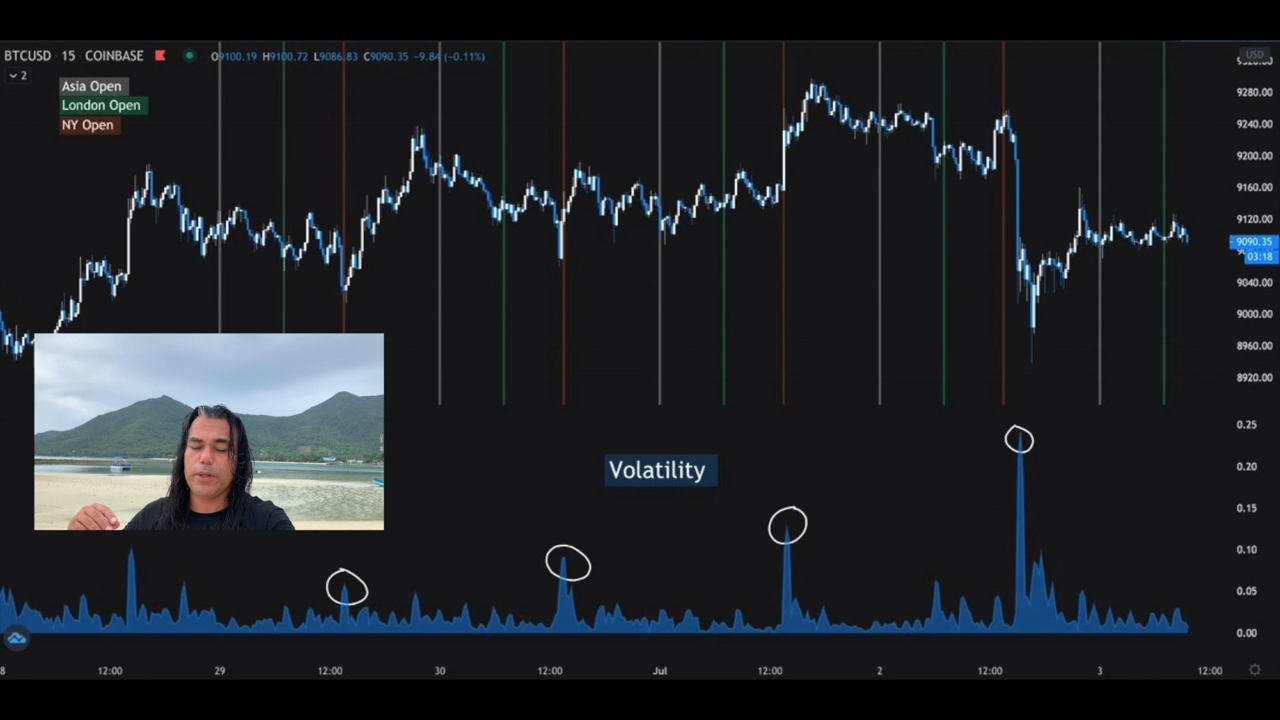 BTCUSD · 15 · COINBASE O9100.19 H9100.72 L9086.83 C9090.35 −9.84 (−0.11%)
USD
2
Asia Open
London Open
NY Open
9280.00
9240.00
9200.00
9160.00
9120.00
9090.35
03:18
9040.00
9000.00
8960.00
8920.00
0.25
Volatility
0.20
0.15
0.10
0.05
0.00
8 12:00 29 12:00 30 12:00 Jul 12:00 2 12:00 3 12:00